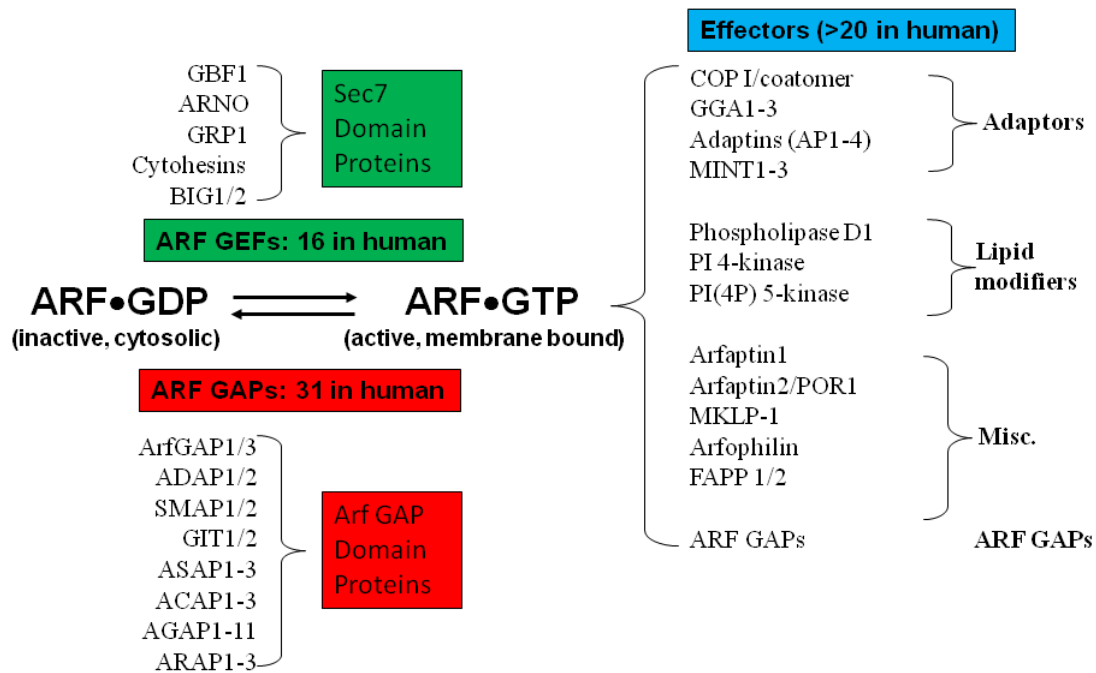 Effectors (>20 in human)
GBF1
ARNO
GRP1
Cytohesins
BIG1/2
Sec7
Domain
Proteins
ARF GEFs: 16 in human
ARF•GDP
(inactive, cytosolic)
ARF•GTP
(active, membrane bound)
ARF GAPs: 31 in human
ArfGAP1/3
ADAP1/2
SMAP1/2
GIT1/2
ASAP1-3
ACAP1-3
AGAP1-11
ARAP1-3
Arf GAP
Domain
Proteins
COP I/coatomer
GGA1-3
Adaptins (AP1-4)
MINT1-3
Adaptors
Phospholipase D1
PI 4-kinase
PI(4P) 5-kinase
Lipid
modifiers
Arfaptin1
Arfaptin2/POR1
MKLP-1
Arfophilin
FAPP 1/2
Misc.
ARF GAPs
ARF GAPs